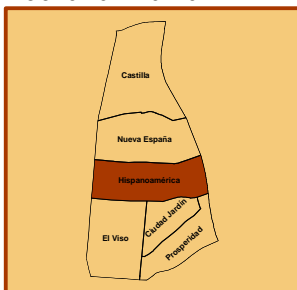 Castilla
Nueva España
Hispanoamérica
Ciudad Jardín
El Viso
Prosperidad